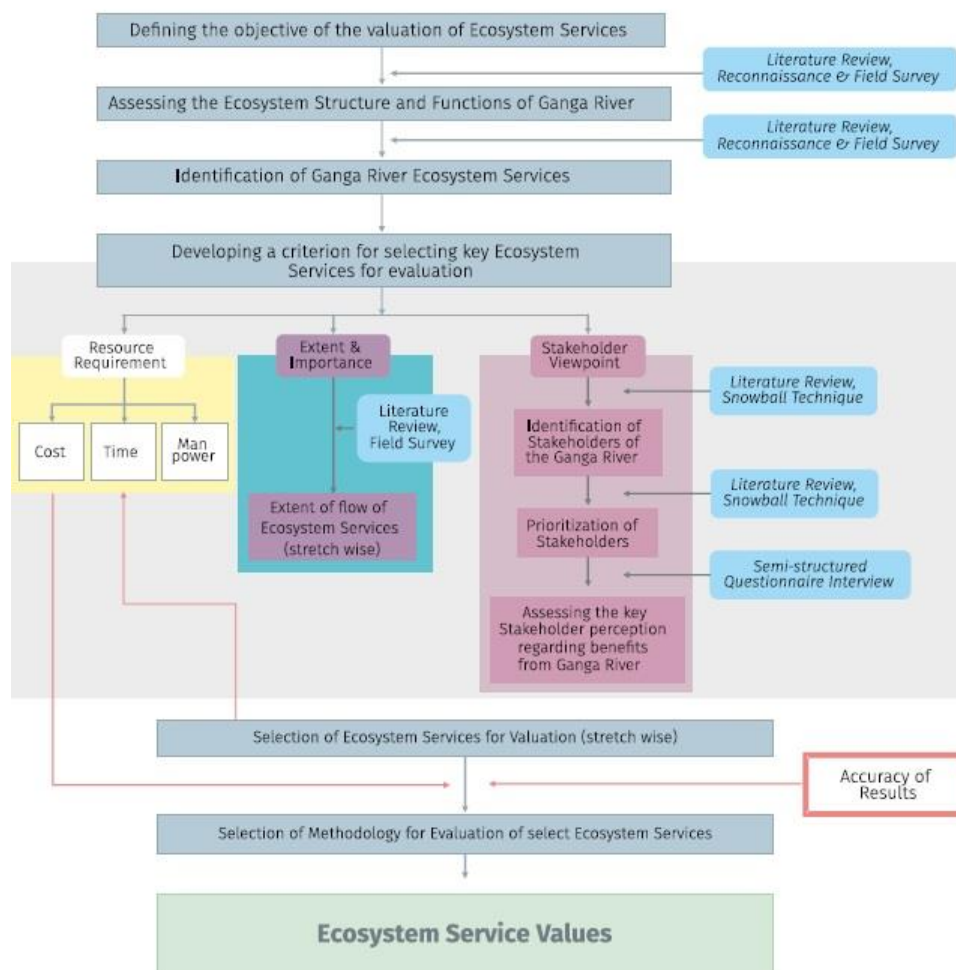 Defining the objective of the valuation of Ecosystem Services
Literature Review,
Reconnaissance & Field Survey
Assessing the Ecosystem Structure and Functions of Ganga River
Literature Review,
Reconnaissance & Field Survey
Identification of Ganga River Ecosystem Services
Developing a criterion for selecting key Ecosystem
Services for evaluation
Resource
Requirement
Cost
Time
Man
power
Extent &
Importance
Literature
Review,
Field Survey
Extent of flow of
Ecosystem Services
(stretch wise)
Stakeholder
Viewpoint
Literature Review,
Snowball Technique
Identification of
Stakeholders of
the Ganga River
Literature Review,
Snowball Technique
Prioritization of
Stakeholders
Semi-structured
Questionnaire Interview
Assessing the key
Stakeholder perception
regarding benefits
from Ganga River
Selection of Ecosystem Services for Valuation (stretch wise)
Accuracy of
Results
Selection of Methodology for Evaluation of select Ecosystem Services
Ecosystem Service Values